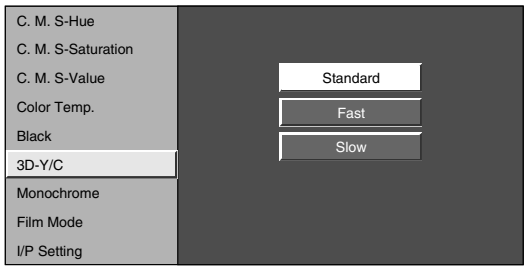 C. M. S-Hue
C. M. S-Saturation
C. M. S-Value
Color Temp.
Black
3D-Y/C
Monochrome
Film Mode
I/P Setting
Standard
Fast
Slow